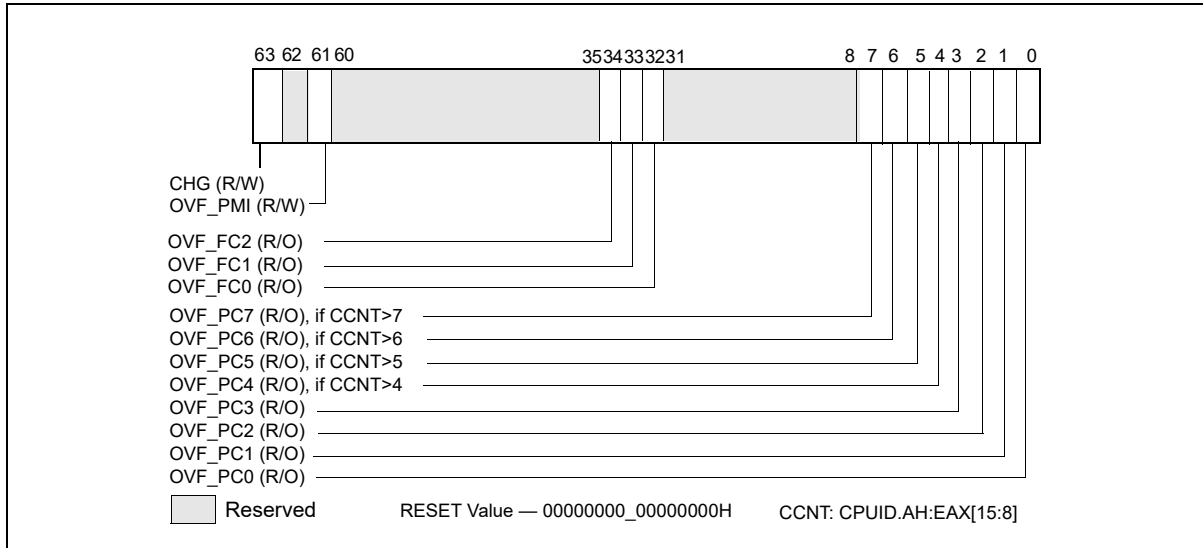 63 62 61 60 35 34 33 32 31 8 7 6 5 4 3 2 1 0
CHG (R/W)
OVF_PMI (R/W)
OVF_FC2 (R/O)
OVF_FC1 (R/O)
OVF_FC0 (R/O)
OVF_PC7 (R/O), if CCNT>7
OVF_PC6 (R/O), if CCNT>6
OVF_PC5 (R/O), if CCNT>5
OVF_PC4 (R/O), if CCNT>4
OVF_PC3 (R/O)
OVF_PC2 (R/O)
OVF_PC1 (R/O)
OVF_PC0 (R/O)
Reserved RESET Value — 00000000_00000000H CCNT: CPUID.AH:EAX[15:8]